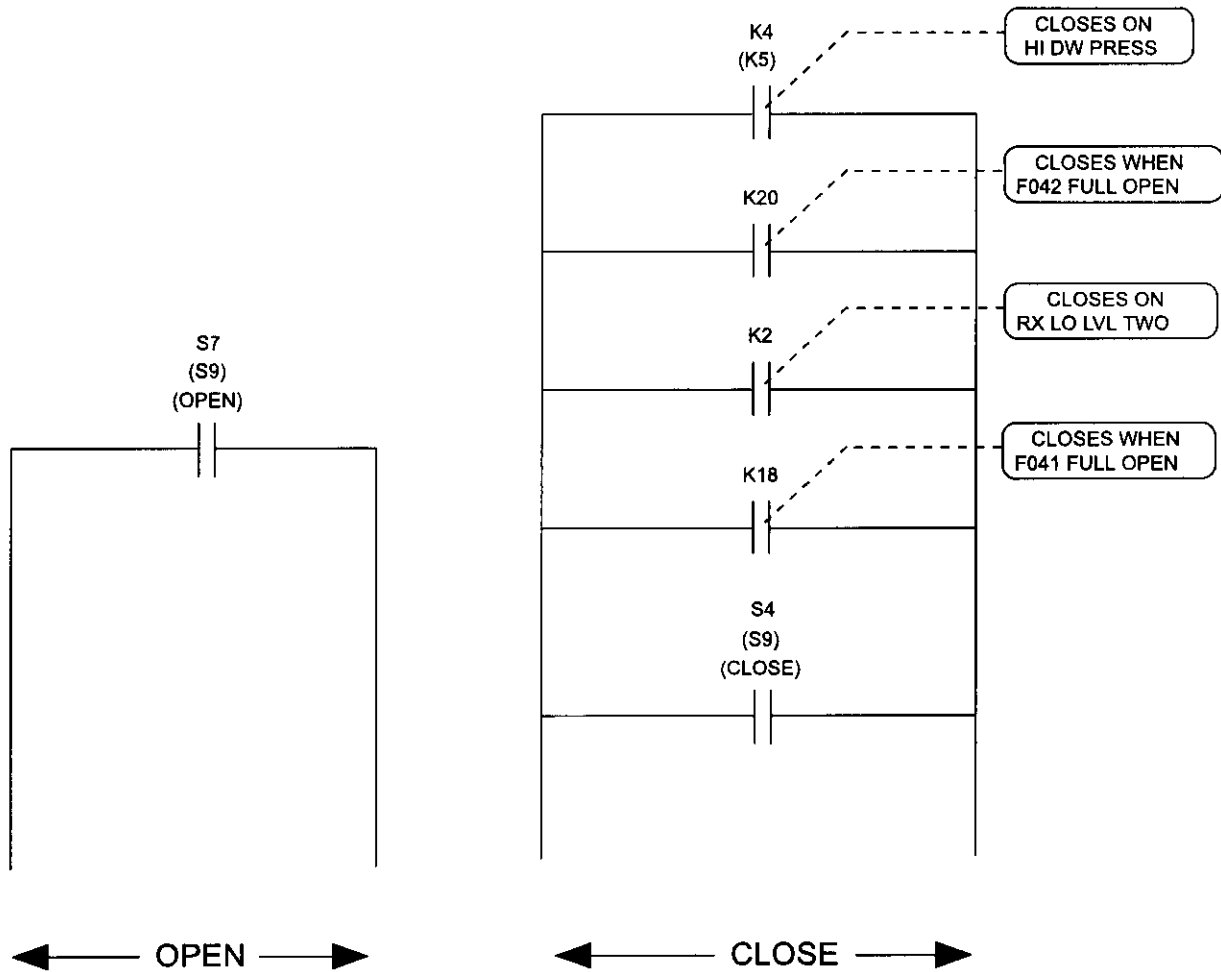 K4
(K5)
CLOSES ON
HI DW PRESS
K20
CLOSES WHEN
F042 FULL OPEN
K2
CLOSES ON
RX LO LVL TWO
S7
(S9)
(OPEN)
K18
CLOSES WHEN
F041 FULL OPEN
S4
(S9)
(CLOSE)
OPEN
CLOSE